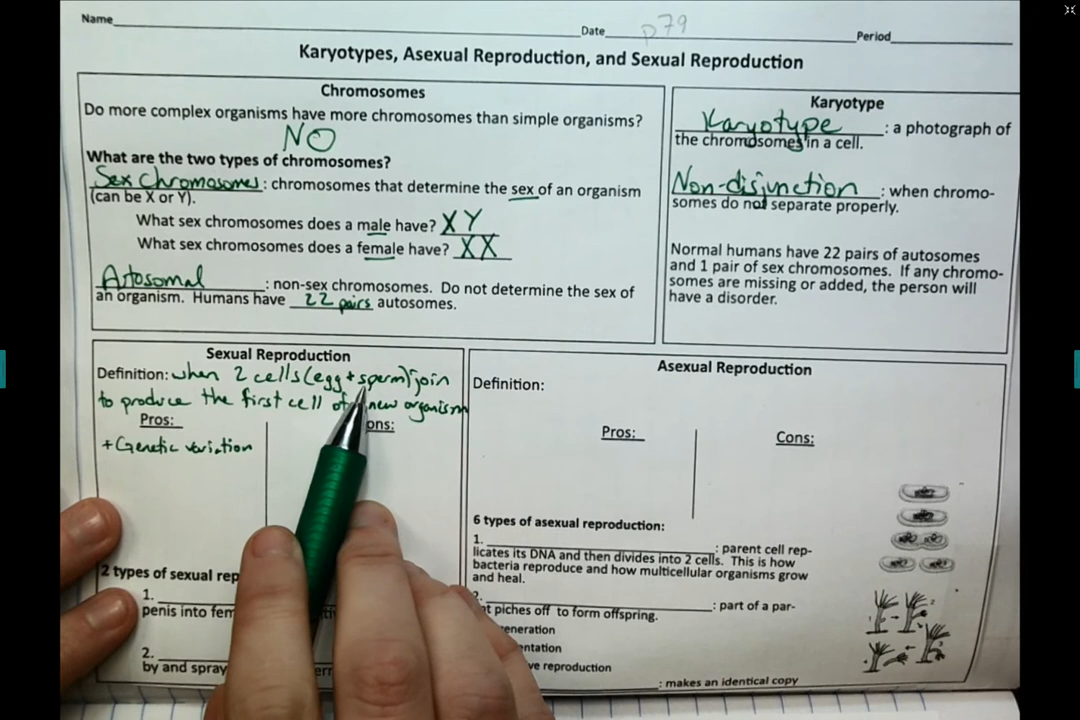 Name Date p79 Period
Karyotypes, Asexual Reproduction, and Sexual Reproduction
Chromosomes
Do more complex organisms have more chromosomes than simple organisms?
NO
What are the two types of chromosomes?
Sex Chromosomes: chromosomes that determine the sex of an organism
(can be X or Y).
What sex chromosomes does a male have? XY
What sex chromosomes does a female have? XX
Atosomal: non-sex chromosomes. Do not determine the sex of
an organism. Humans have 22 pairs autosomes.
Karyotype
Karyotype: a photograph of
the chromosomes in a cell.
Non-disjunction: when chromo-
somes do not separate properly.
Normal humans have 22 pairs of autosomes
and 1 pair of sex chromosomes. If any chromo-
somes are missing or added, the person will
have a disorder.
Sexual Reproduction
Definition: when 2 cells (egg + sperm) join
to produce the first cell of new organism
Pros:
ons:
+Genetic variation
2 types of sexual rep
1.
penis into fem
2.
by and spray
Asexual Reproduction
Definition:
Pros: Cons:
6 types of asexual reproduction:
1. : parent cell rep-
licates its DNA and then divides into 2 cells. This is how
bacteria reproduce and how multicellular organisms grow
and heal.
2. : part of a par-
nt piches off to form offspring.
eneration
ntation
ve reproduction
: makes an identical copy